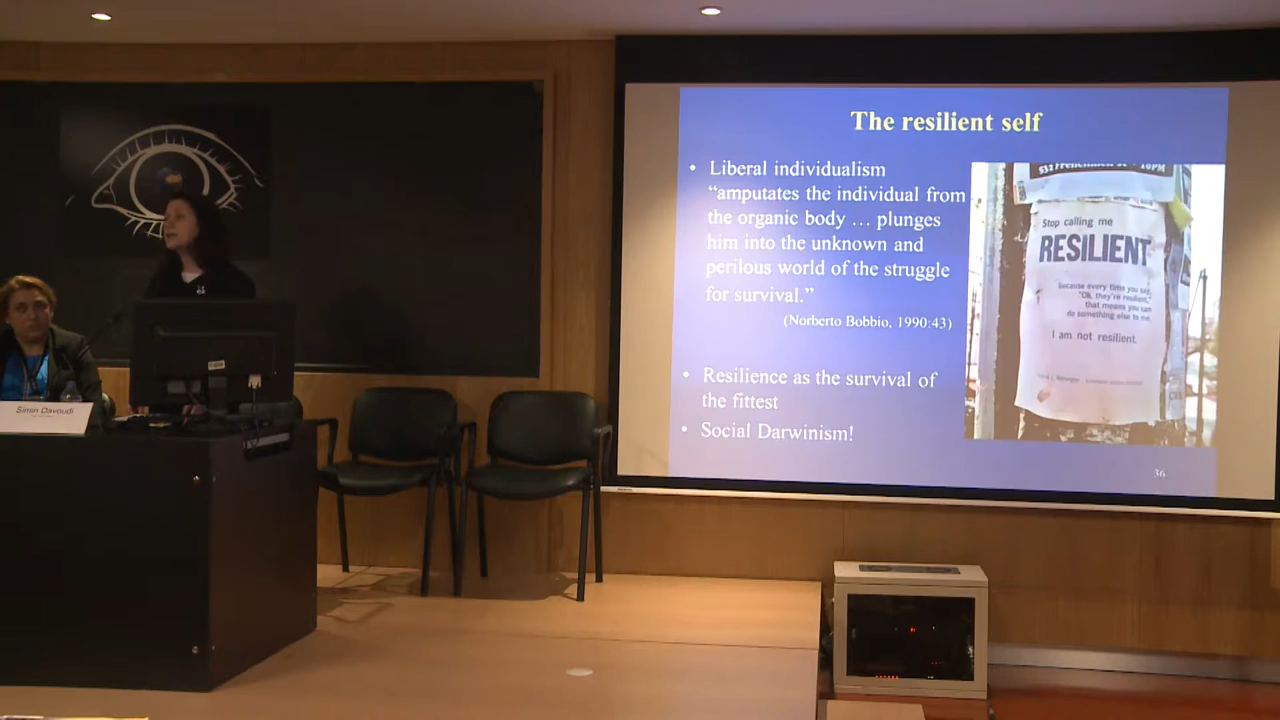 The resilient self
• Liberal individualism
“amputates the individual from
the organic body … plunges
him into the unknown and
perilous world of the struggle
for survival.”
(Norberto Bobbio, 1990:43)
• Resilience as the survival of
the fittest
• Social Darwinism!
Stop calling me
RESILIENT
Because every time you say,
"Oh, they're resilient,"
that means you can
do something else to me.
I am not resilient.
36
Simin Davoudi